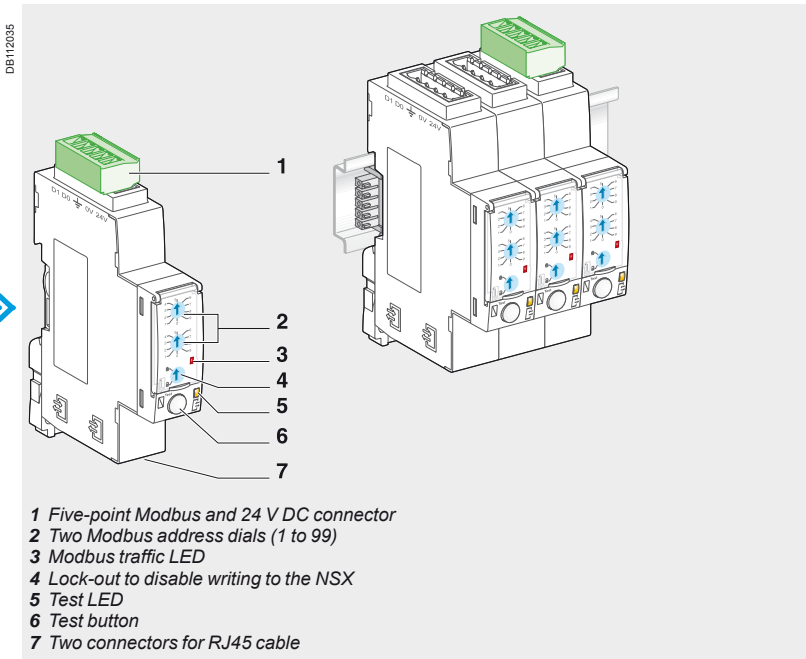 DB112035
D1 D0 0V 24V
D1 D0 0V 24V
1
2
3
4
5
6
7
1 Five-point Modbus and 24 V DC connector
2 Two Modbus address dials (1 to 99)
3 Modbus traffic LED
4 Lock-out to disable writing to the NSX
5 Test LED
6 Test button
7 Two connectors for RJ45 cable